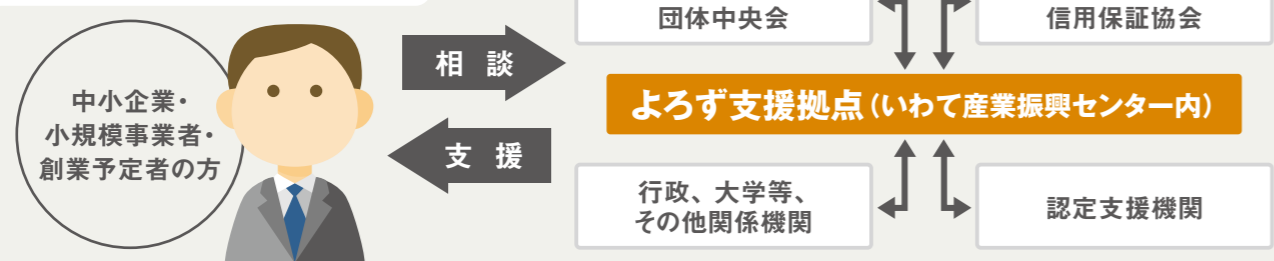 団体中央会
信用保証協会
相談
中小企業・
小規模事業者・
創業予定者の方
よろず支援拠点（いわて産業振興センター内）
支援
行政、大学等、
その他関係機関
認定支援機関